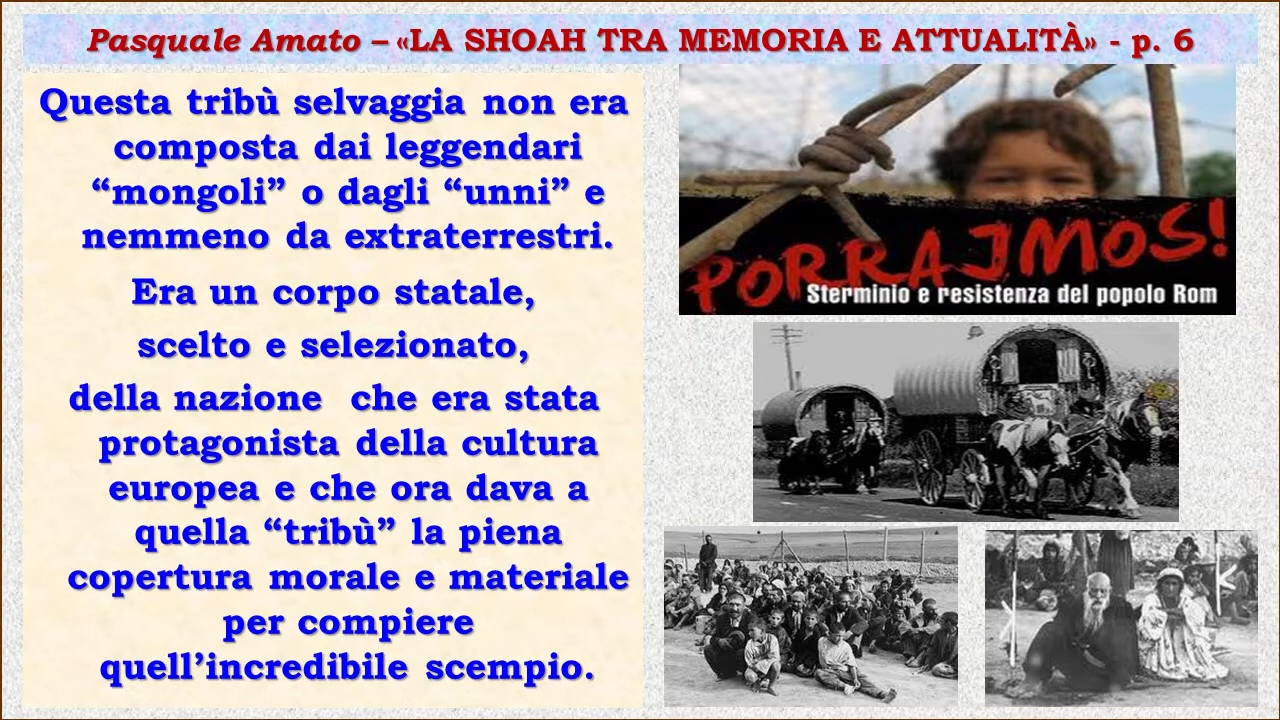 Pasquale Amato – «LA SHOAH TRA MEMORIA E ATTUALITÀ» - p. 6
Questa tribù selvaggia non era
composta dai leggendari
“mongoli” o dagli “unni” e
nemmeno da extraterrestri.
Era un corpo statale,
scelto e selezionato,
della nazione che era stata
protagonista della cultura
europea e che ora dava a
quella “tribù” la piena
copertura morale e materiale
per compiere
quell’incredibile scempio.
PORRAJMOS!
Sterminio e resistenza del popolo Rom